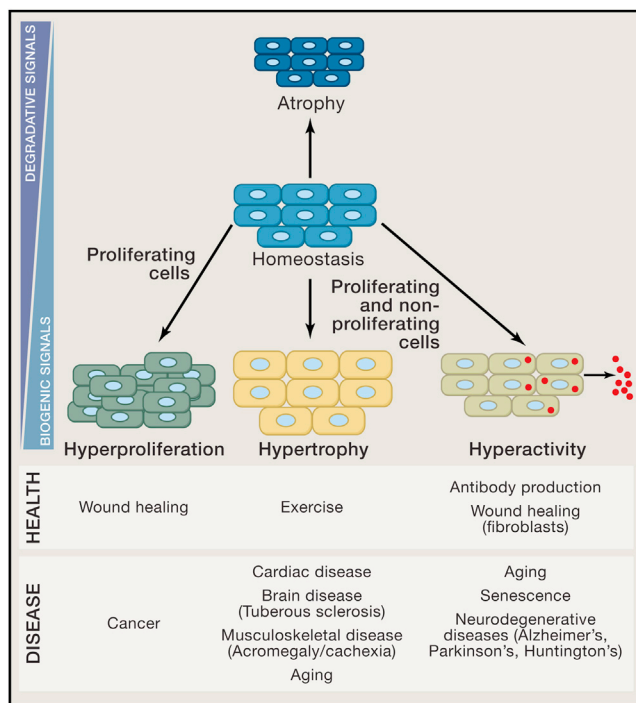 DEGRADATIVE SIGNALS
BIOGENIC SIGNALS
Atrophy
Homeostasis
Proliferating
cells
Proliferating
and non-
proliferating
cells
Hyperproliferation
Hypertrophy
Hyperactivity
HEALTH
Wound healing
Exercise
Antibody production
Wound healing
(fibroblasts)
DISEASE
Cancer
Cardiac disease
Brain disease
(Tuberous sclerosis)
Musculoskeletal disease
(Acromegaly/cachexia)
Aging
Aging
Senescence
Neurodegenerative
diseases (Alzheimer's,
Parkinson's, Huntington's)